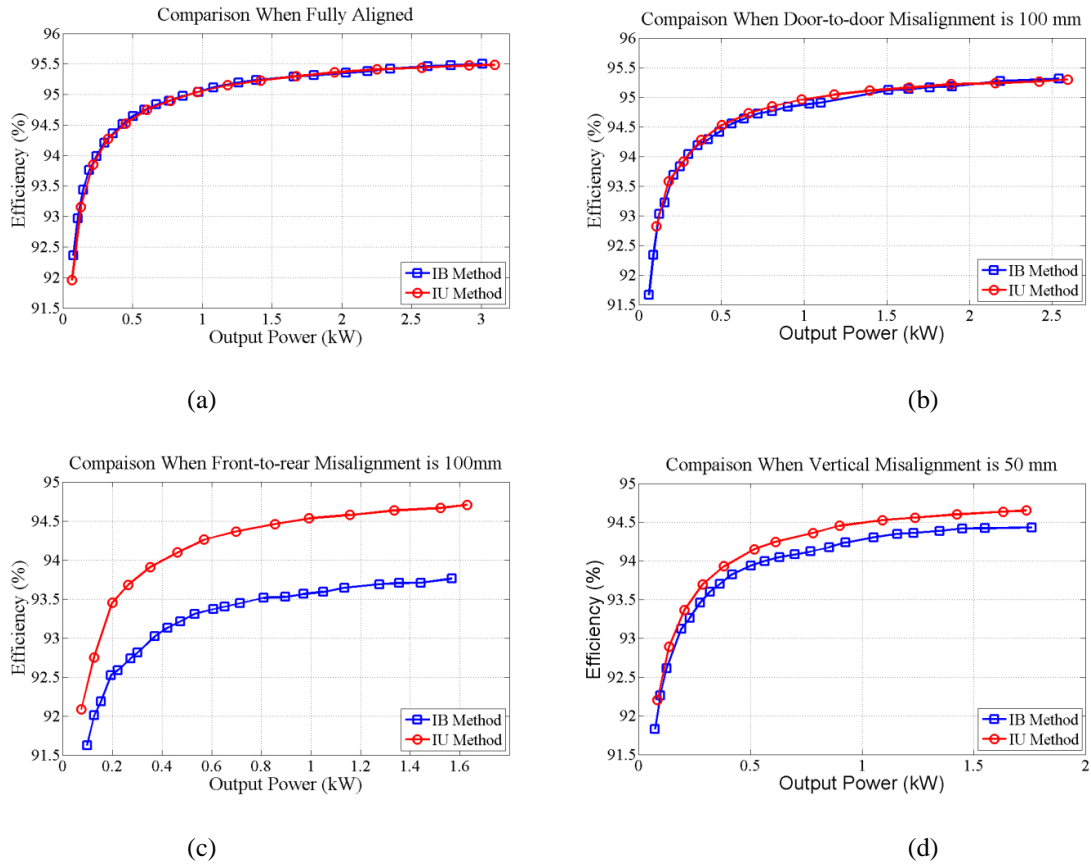 Comparison When Fully Aligned
96
95.5
95
94.5
94
93.5
93
92.5
92
91.5
Efficiency (%)
0 0.5 1 1.5 2 2.5 3
Output Power (kW)
IB Method
IU Method
(a)
Compaison When Door-to-door Misalignment is 100 mm
96
95.5
95
94.5
94
93.5
93
92.5
92
91.5
Efficiency (%)
0 0.5 1 1.5 2 2.5
Output Power (kW)
IB Method
IU Method
(b)
Compaison When Front-to-rear Misalignment is 100mm
95
94.5
94
93.5
93
92.5
92
91.5
Efficiency (%)
0 0.2 0.4 0.6 0.8 1 1.2 1.4 1.6
Output Power (kW)
IB Method
IU Method
(c)
Compaison When Vertical Misalignment is 50 mm
95
94.5
94
93.5
93
92.5
92
91.5
Efficiency (%)
0 0.5 1 1.5 2
Output Power (kW)
IB Method
IU Method
(d)